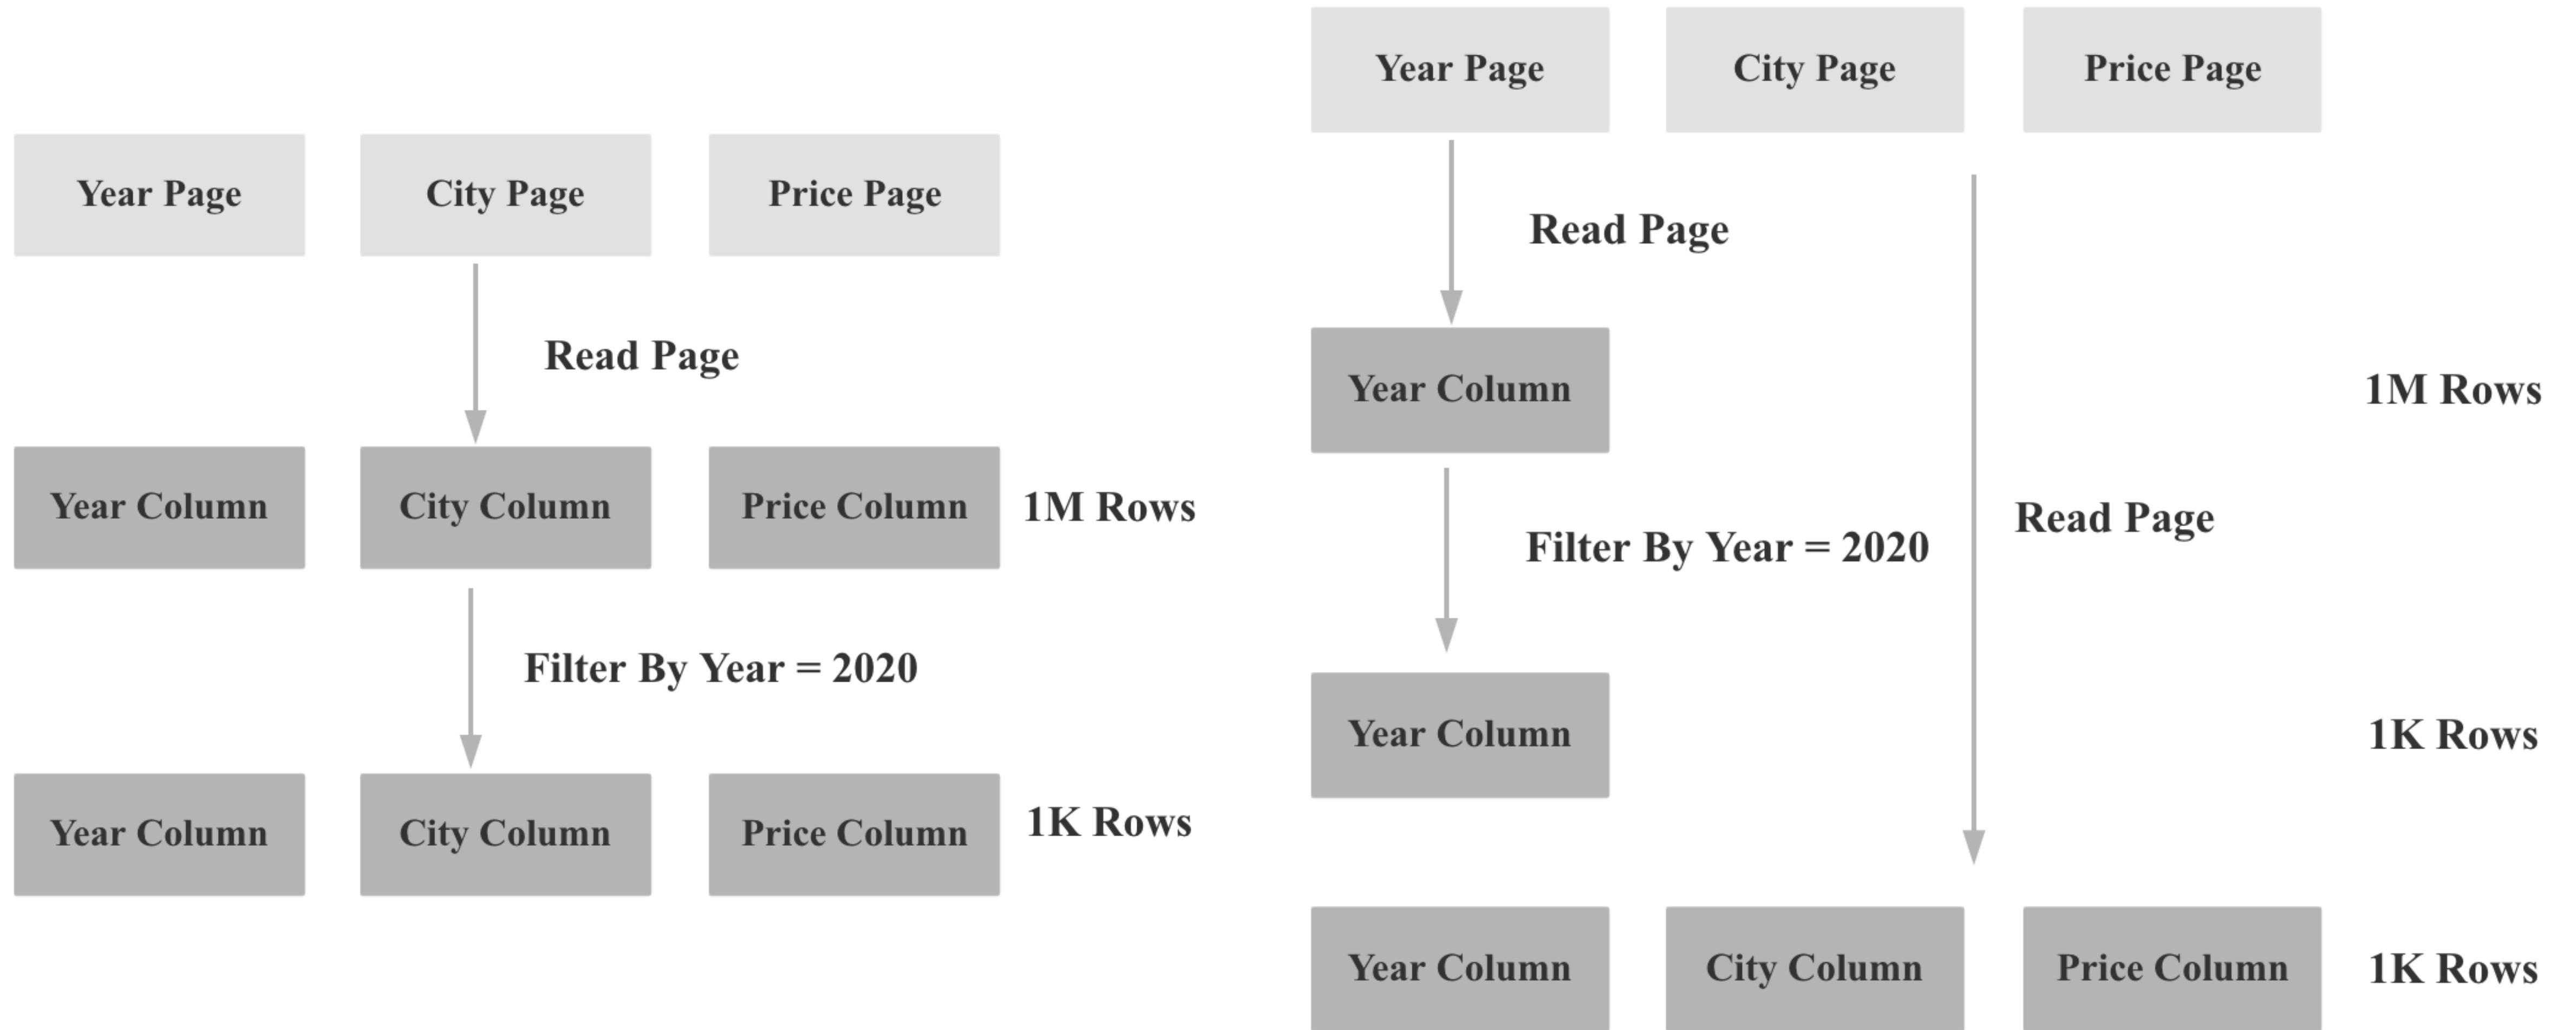 Year Page
City Page
Price Page
Read Page
Year Column
City Column
Price Column
1M Rows
Filter By Year = 2020
Year Column
City Column
Price Column
1K Rows
Year Page
City Page
Price Page
Read Page
Year Column
1M Rows
Read Page
Filter By Year = 2020
Year Column
1K Rows
Year Column
City Column
Price Column
1K Rows